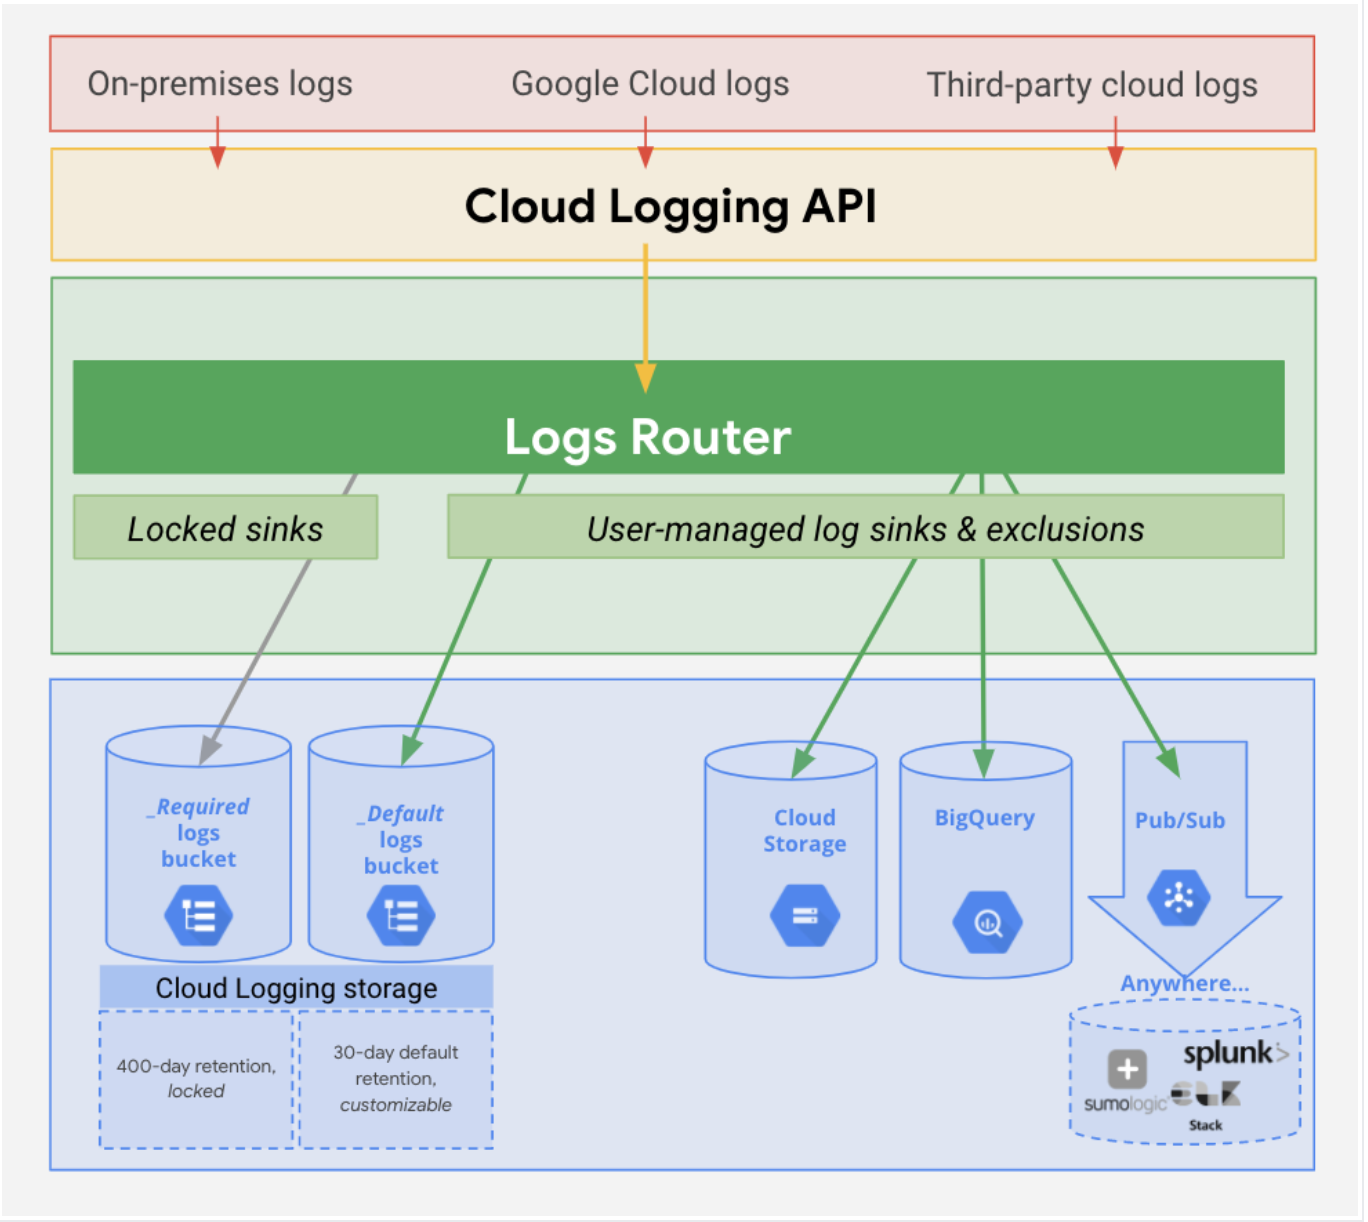 On-premises logs
Google Cloud logs
Third-party cloud logs
Cloud Logging API
Logs Router
Locked sinks
User-managed log sinks & exclusions
_Required
logs
bucket
_Default
logs
bucket
Cloud
Storage
BigQuery
Pub/Sub
Cloud Logging storage
400-day retention,
locked
30-day default
retention,
customizable
Anywhere...
splunk>
sumologic
ELK
Stack